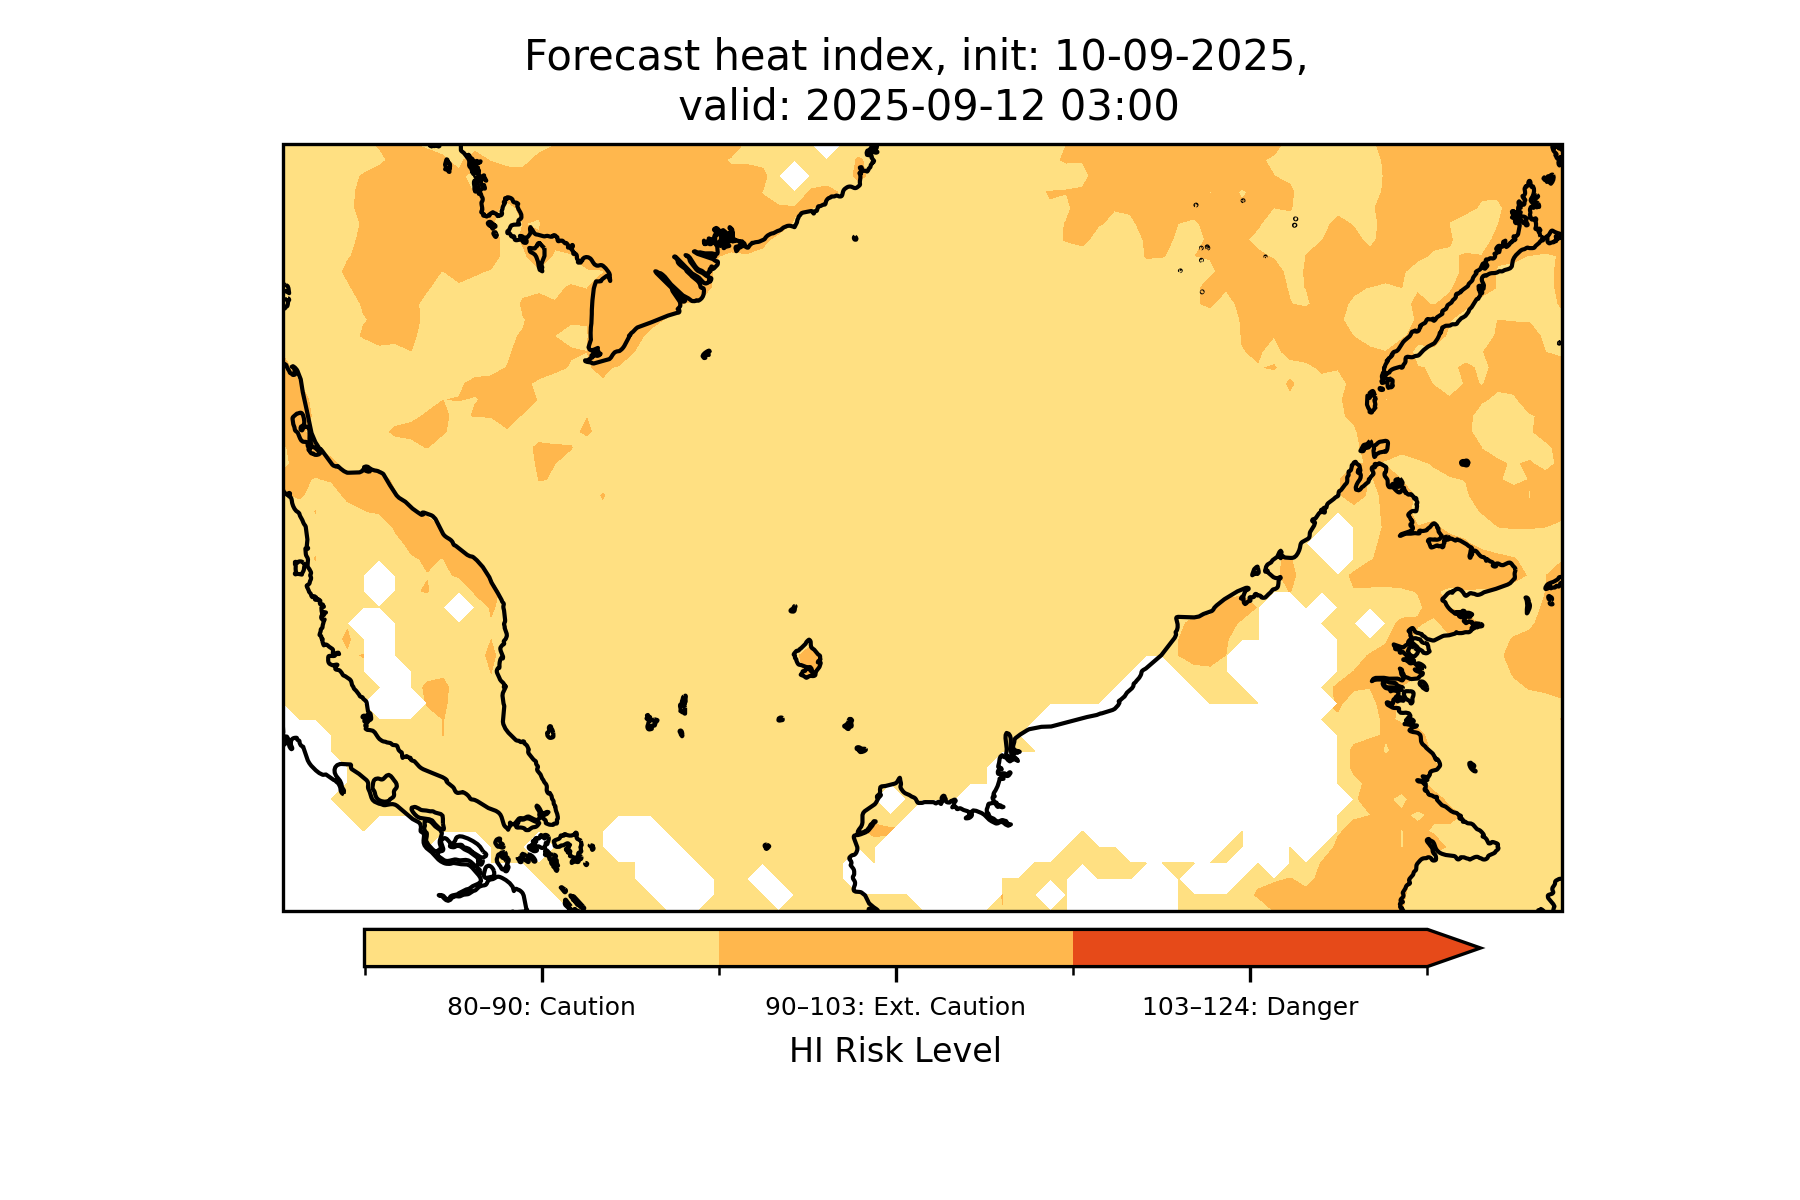 Forecast heat index, init: 10-09-2025,
valid: 2025-09-12 03:00
80–90: Caution
90–103: Ext. Caution
103–124: Danger
HI Risk Level